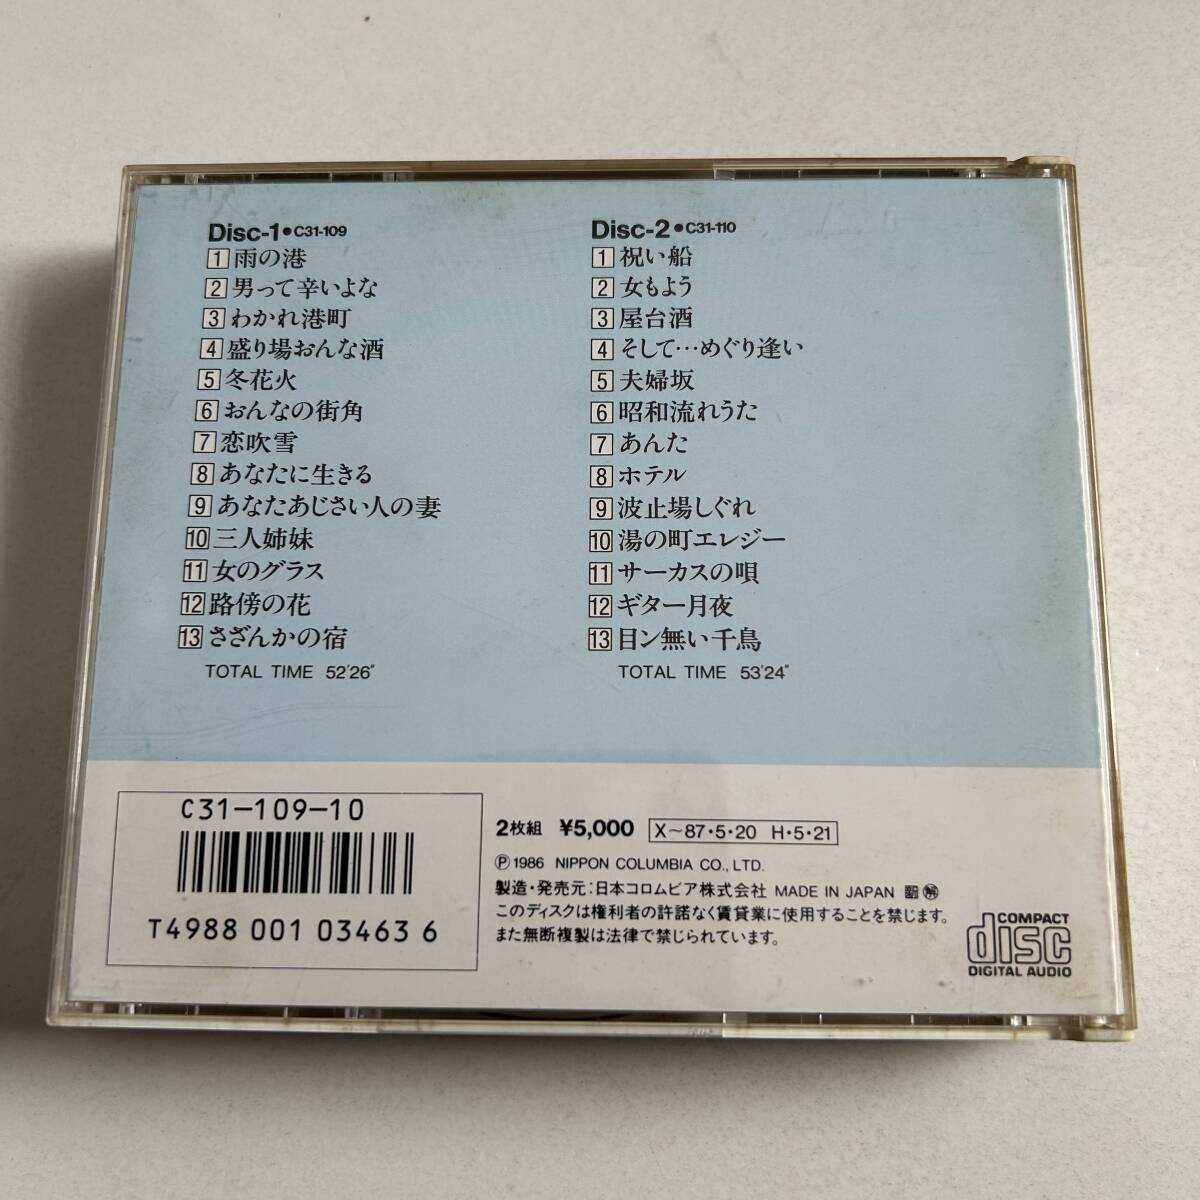 Disc-1●C31-109
1 雨の港
2 男って辛いよな
3 わかれ港町
4 盛り場おんな酒
5 冬花火
6 おんなの街角
7 恋吹雪
8 あなたに生きる
9 あなたあじさい人の妻
10 三人姉妹
11 女のグラス
12 路傍の花
13 さざんかの宿
TOTAL TIME 52'26"
Disc-2●C31-110
1 祝い船
2 女もよう
3 屋台酒
4 そして…めぐり逢い
5 夫婦坂
6 昭和流れうた
7 あんた
8 ホテル
9 波止場しぐれ
10 湯の町エレジー
11 サーカスの唄
12 ギター月夜
13 目ン無い千鳥
TOTAL TIME 53'24"
C31-109-10
T4988 001 03463 6
2枚組 ¥5,000 X~87・5・20 H・5・21
Ⓟ1986 NIPPON COLUMBIA CO., LTD.
製造・発売元:日本コロムビア株式会社 MADE IN JAPAN
このディスクは権利者の許諾なく賃貸業に使用することを禁じます。
また無断複製は法律で禁じられています。
COMPACT
disc
DIGITAL AUDIO